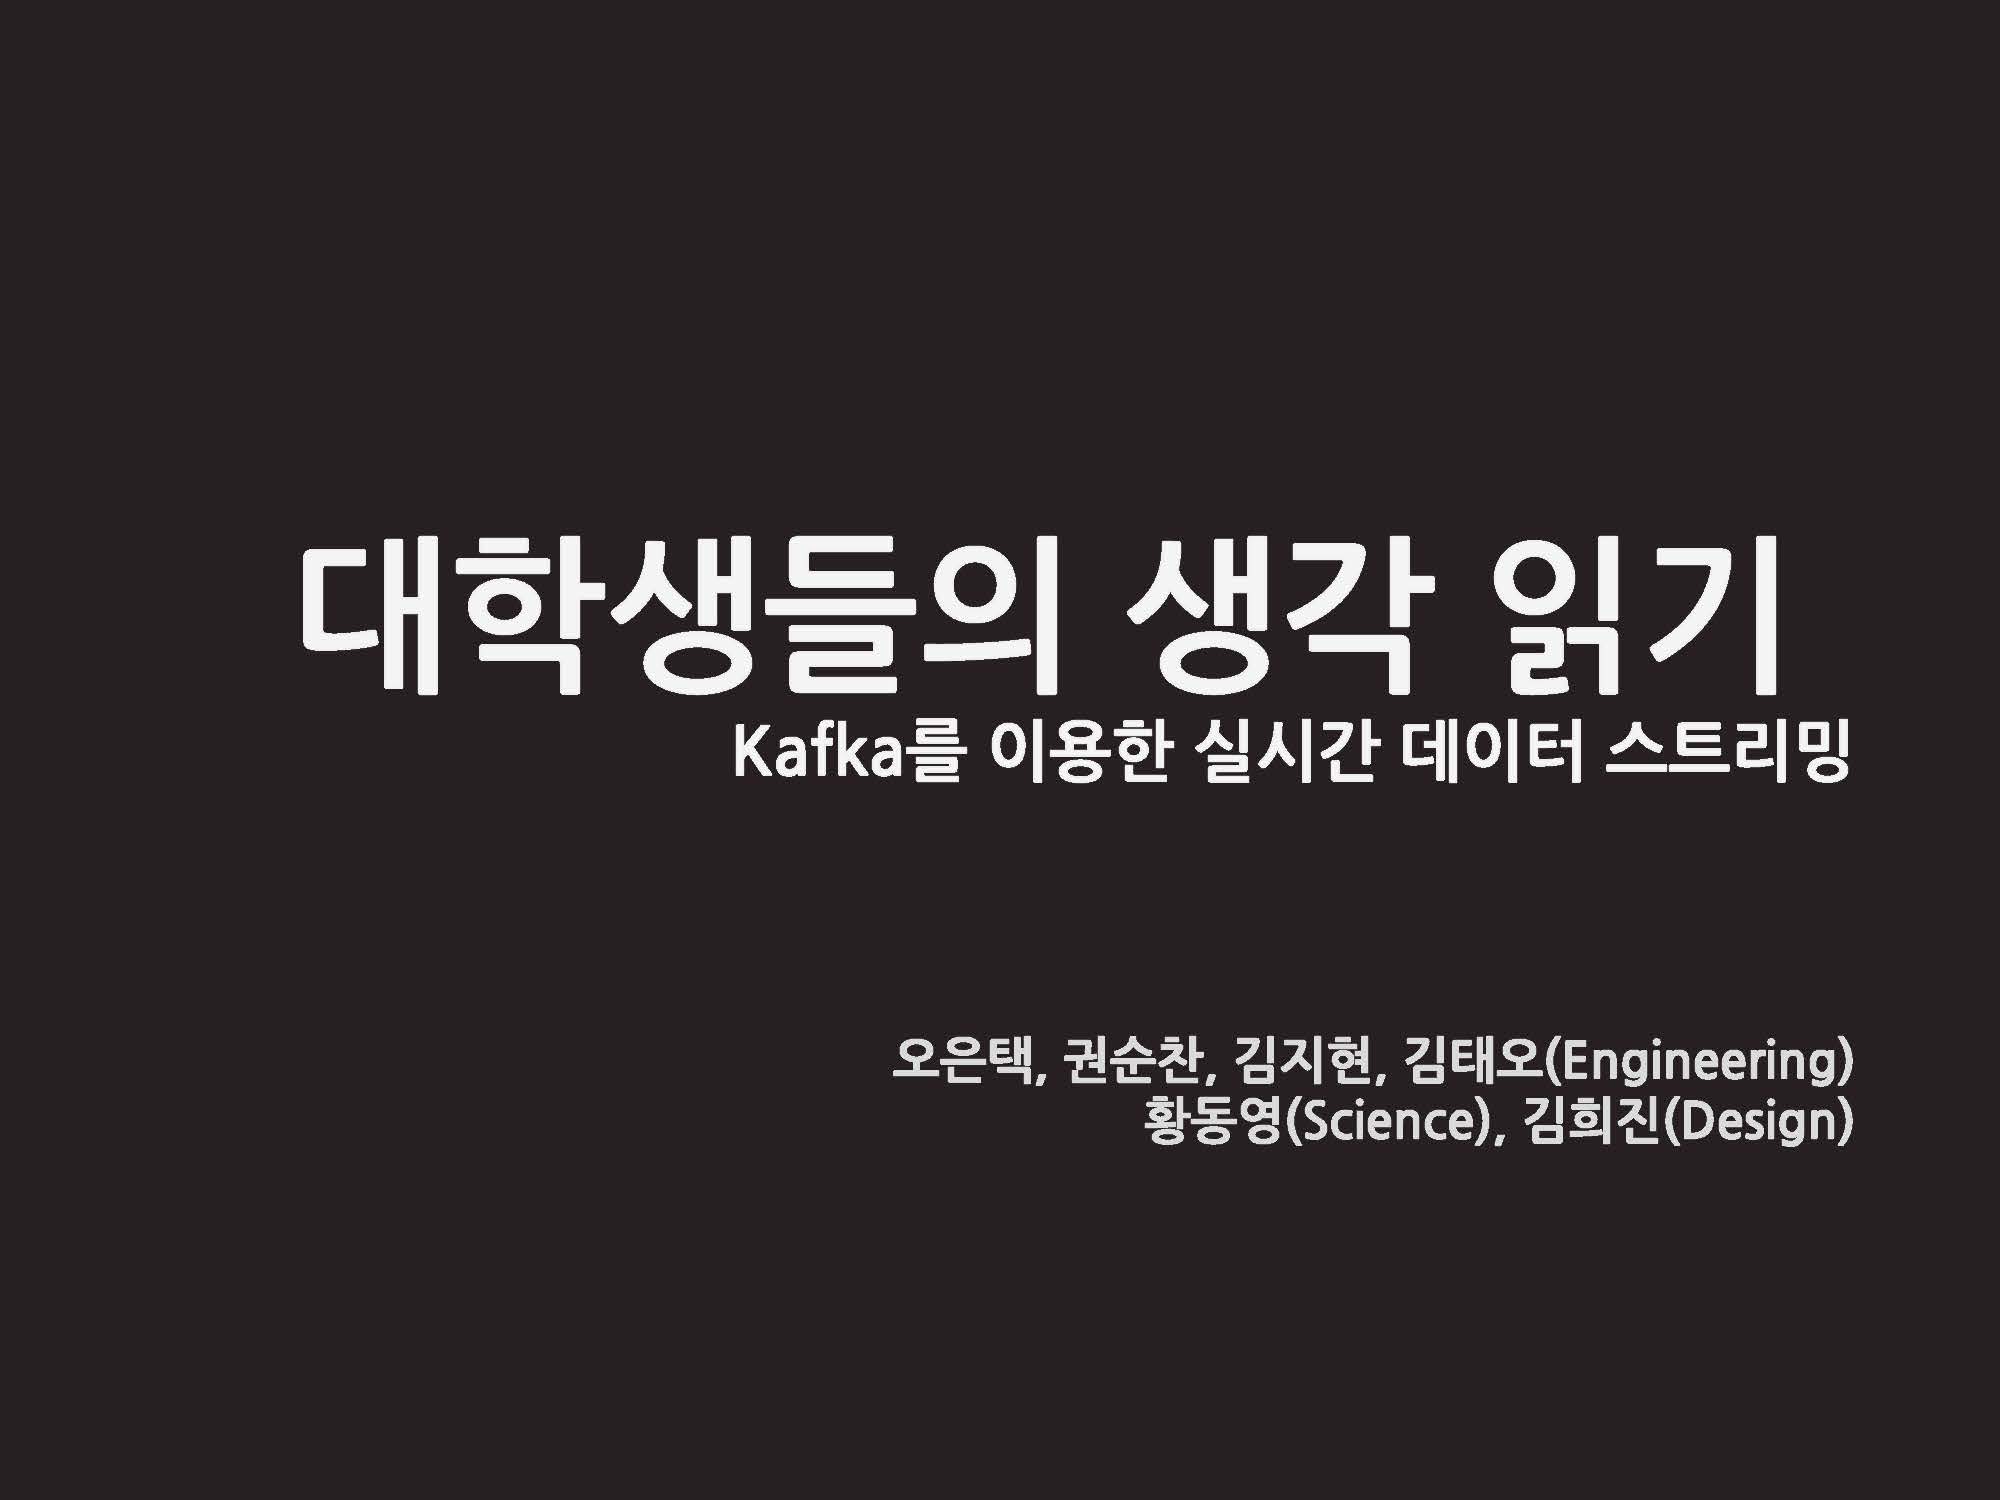 대학생들의 생각 읽기
Kafka를 이용한 실시간 데이터 스트리밍
오은택, 권순찬, 김지현, 김태오(Engineering)
황동영(Science), 김희진(Design)